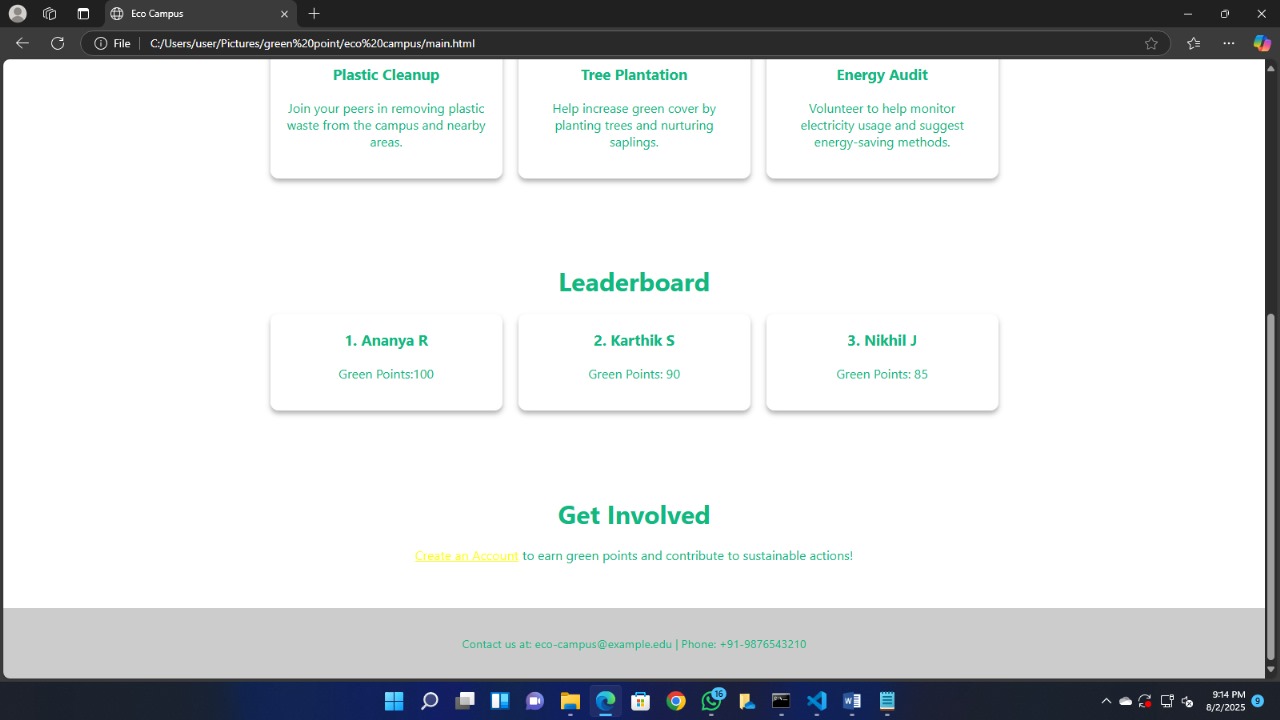 Eco Campus
File
C:/Users/user/Pictures/green%20point/eco%20campus/main.html
Plastic Cleanup
Join your peers in removing plastic
waste from the campus and nearby
areas.
Tree Plantation
Help increase green cover by
planting trees and nurturing
saplings.
Energy Audit
Volunteer to help monitor
electricity usage and suggest
energy-saving methods.
Leaderboard
1. Ananya R
Green Points:100
2. Karthik S
Green Points: 90
3. Nikhil J
Green Points: 85
Get Involved
Create an Account to earn green points and contribute to sustainable actions!
Contact us at: eco-campus@example.edu | Phone: +91-9876543210
16
9:14 PM
8/2/2025
9